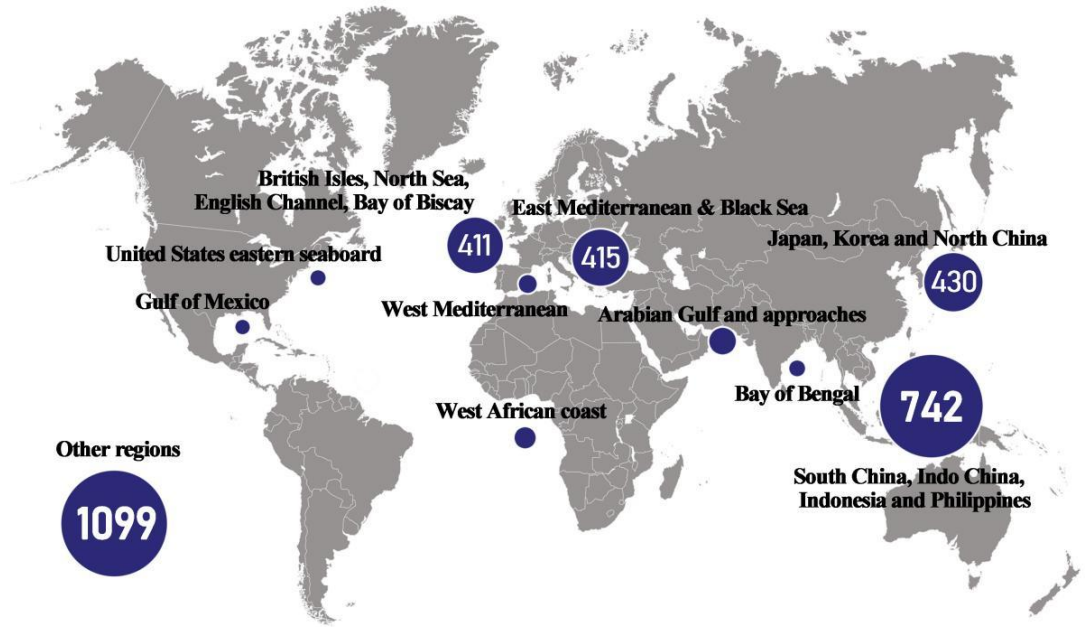 British Isles, North Sea,
English Channel, Bay of Biscay
411
East Mediterranean & Black Sea
415
Japan, Korea and North China
430
United States eastern seaboard
Gulf of Mexico
West Mediterranean
Arabian Gulf and approaches
Bay of Bengal
742
West African coast
South China, Indo China,
Indonesia and Philippines
Other regions
1099